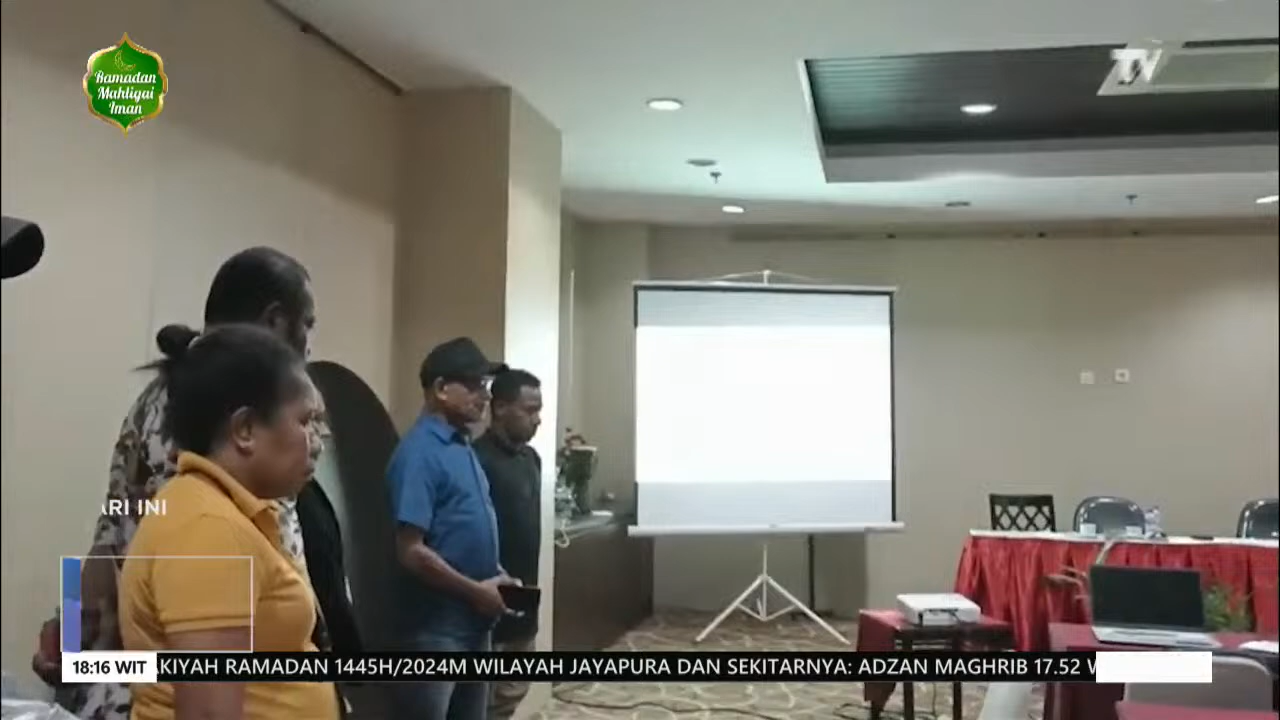 Ramadan
Mahligai
Iman
ARI INI
18:16 WIT
KIYAH RAMADAN 1445H/2024M WILAYAH JAYAPURA DAN SEKITARNYA: ADZAN MAGHRIB 17.52 W